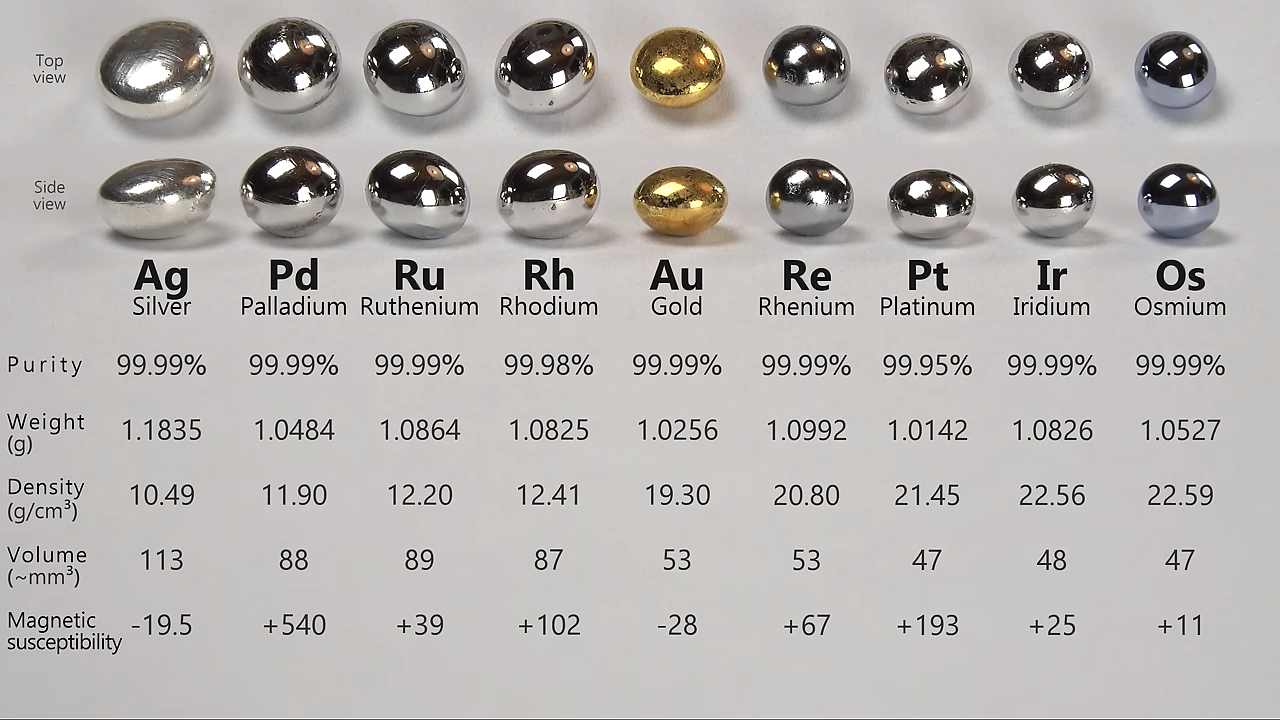 Top
view
Side
view
Ag Pd Ru Rh Au Re Pt Ir Os
Silver Palladium Ruthenium Rhodium Gold Rhenium Platinum Iridium Osmium
Purity 99.99% 99.99% 99.99% 99.98% 99.99% 99.99% 99.95% 99.99% 99.99%
Weight
(g) 1.1835 1.0484 1.0864 1.0825 1.0256 1.0992 1.0142 1.0826 1.0527
Density
(g/cm³) 10.49 11.90 12.20 12.41 19.30 20.80 21.45 22.56 22.59
Volume
(~mm³) 113 88 89 87 53 53 47 48 47
Magnetic
susceptibility -19.5 +540 +39 +102 -28 +67 +193 +25 +11